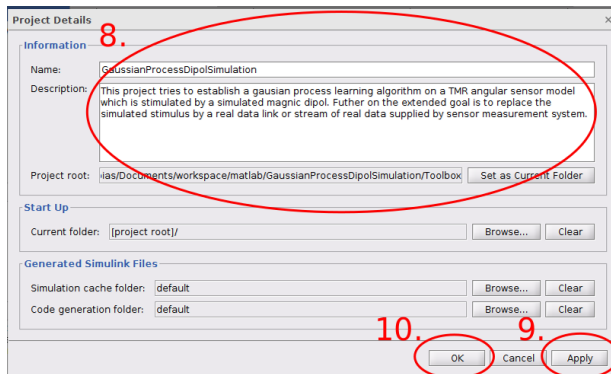 Project Details
8.
Information
Name: GaussianProcessDipolSimulation
Description: This project tries to establish a gausian process learning algorithm on a TMR angular sensor model
which is stimulated by a simulated magnic dipol. Futher on the extended goal is to replace the
simulated stimulus by a real data link or stream of real data supplied by sensor measurement system.
Project root: ias/Documents/workspace/matlab/GaussianProcessDipolSimulation/Toolbox Set as Current Folder
Start Up
Current folder: [project root]/ Browse... Clear
Generated Simulink Files
Simulation cache folder: default Browse... Clear
Code generation folder: default Browse... Clear
10. 9.
OK Cancel Apply